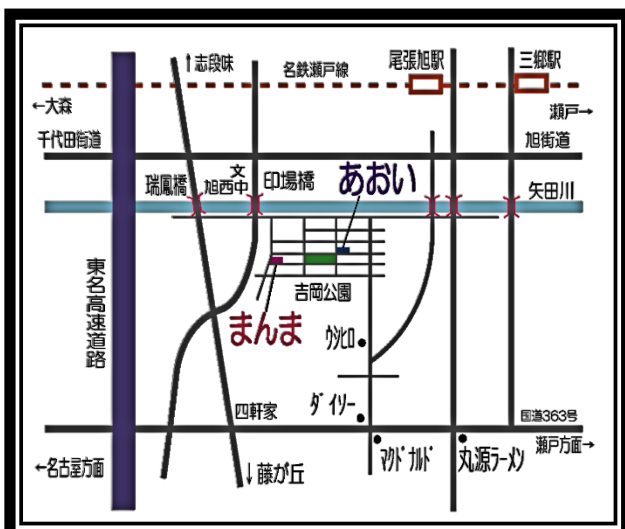 ↑志段味
名鉄瀬戸線
尾張旭駅
三郷駅
←大森
瀬戸→
千代田街道
旭街道
瑞鳳橋
文
旭西中
印場橋
あおい
矢田川
東名高速道路
吉岡公園
まんま
ウシヒロ
ダイソー
四軒家
国道363号
←名古屋方面
↓藤が丘
マクドナルド
丸源ラーメン
瀬戸方面→